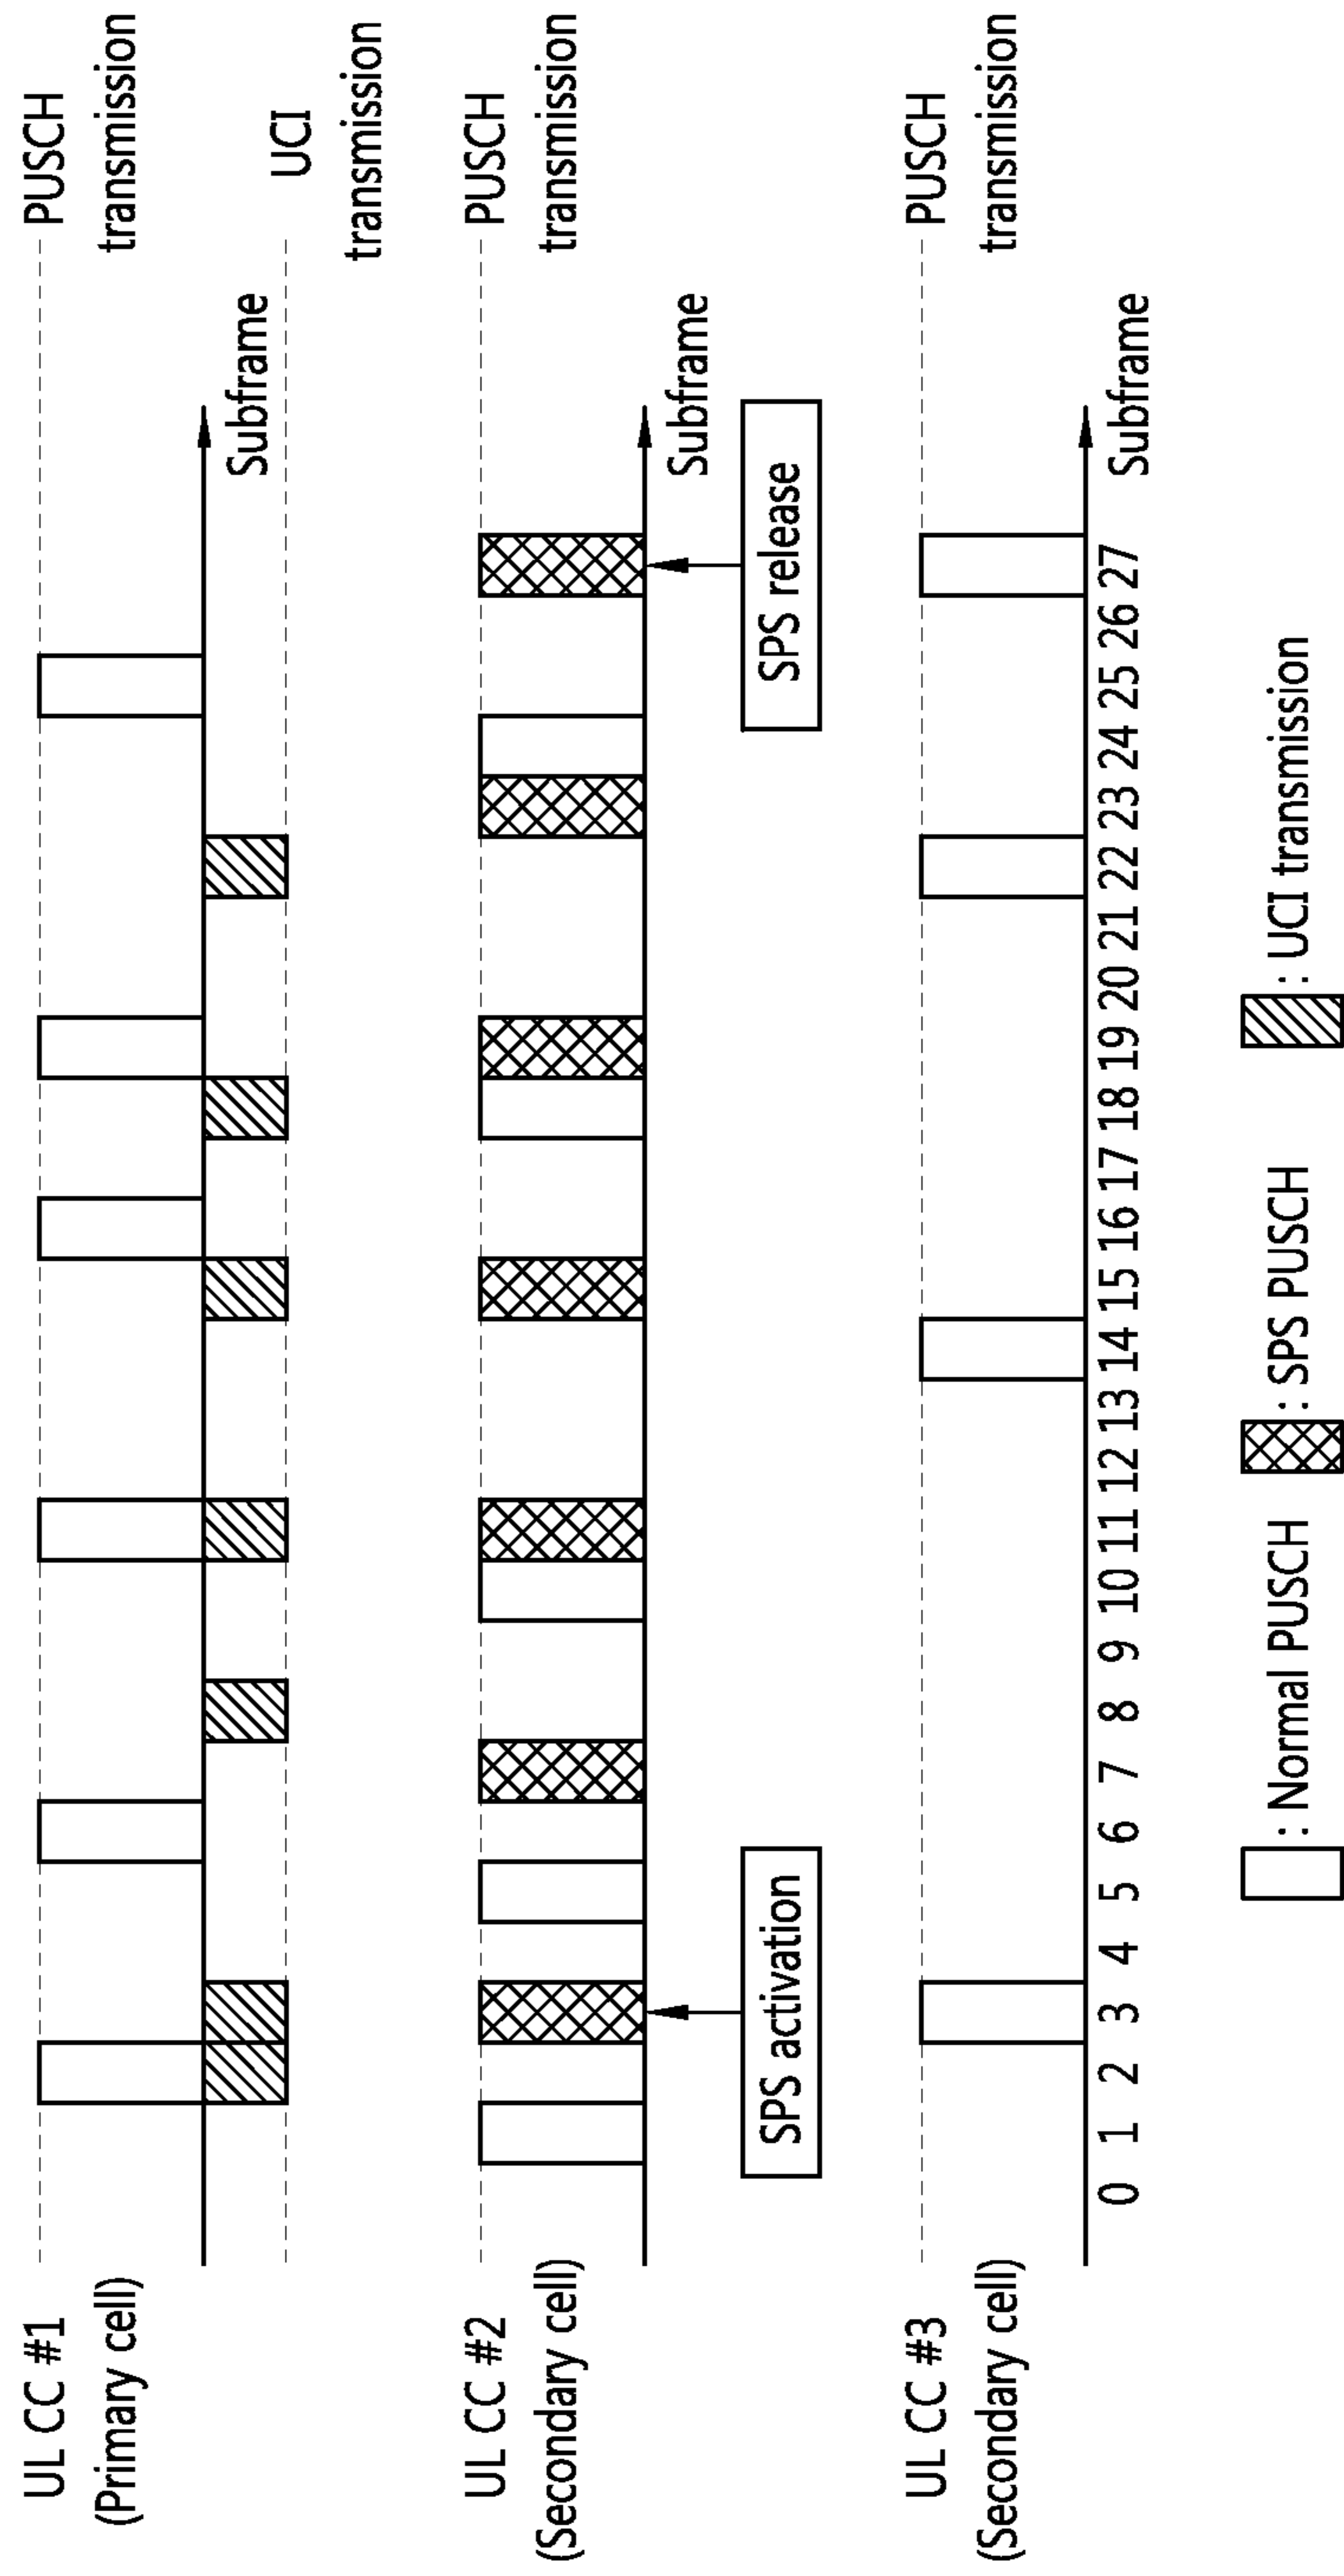 UL CC #1
(Primary cell)
PUSCH
transmission
Subframe
UCI
transmission
UL CC #2
(Secondary cell)
PUSCH
transmission
Subframe
SPS activation
SPS release
UL CC #3
(Secondary cell)
PUSCH
transmission
0 1 2 3 4 5 6 7 8 9 10 11 12 13 14 15 16 17 18 19 20 21 22 23 24 25 26 27
Subframe
: Normal PUSCH
: SPS PUSCH
: UCI transmission